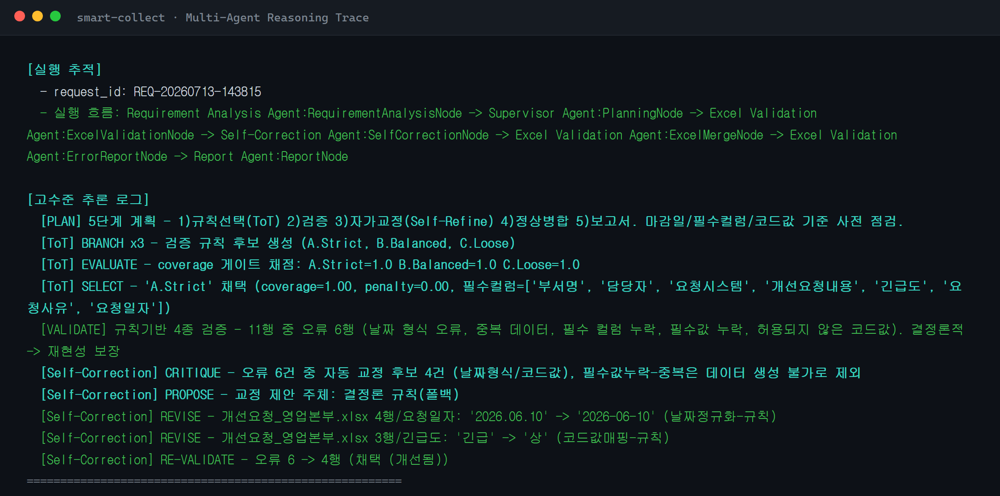 smart-collect · Multi-Agent Reasoning Trace
[실행 추적]
- request_id: REQ-20260713-143815
- 실행 흐름: Requirement Analysis Agent:RequirementAnalysisNode -> Supervisor Agent:PlanningNode -> Excel Validation
Agent:ExcelValidationNode -> Self-Correction Agent:SelfCorrectionNode -> Excel Validation Agent:ExcelMergeNode -> Excel Validation
Agent:ErrorReportNode -> Report Agent:ReportNode
[고수준 추론 로그]
[PLAN] 5단계 계획 - 1)규칙선택(ToT) 2)검증 3)자가교정(Self-Refine) 4)정상병합 5)보고서. 마감일/필수컬럼/코드값 기준 사전 점검.
[ToT] BRANCH x3 - 검증 규칙 후보 생성 (A.Strict, B.Balanced, C.Loose)
[ToT] EVALUATE - coverage 게이트 채점: A.Strict=1.0 B.Balanced=1.0 C.Loose=1.0
[ToT] SELECT - 'A.Strict' 채택 (coverage=1.00, penalty=0.00, 필수컬럼=['부서명', '담당자', '요청시스템', '개선요청내용', '긴급도', '요
청사유', '요청일자'])
[VALIDATE] 규칙기반 4종 검증 - 11행 중 오류 6행 (날짜 형식 오류, 중복 데이터, 필수 컬럼 누락, 필수값 누락, 허용되지 않은 코드값). 결정론적
-> 재현성 보장
[Self-Correction] CRITIQUE - 오류 6건 중 자동 교정 후보 4건 (날짜형식/코드값), 필수값누락-중복은 데이터 생성 불가로 제외
[Self-Correction] PROPOSE - 교정 제안 주체: 결정론 규칙(폴백)
[Self-Correction] REVISE - 개선요청_영업본부.xlsx 4행/요청일자: '2026.06.10' -> '2026-06-10' (날짜정규화-규칙)
[Self-Correction] REVISE - 개선요청_영업본부.xlsx 3행/긴급도: '긴급' -> '상' (코드값매핑-규칙)
[Self-Correction] RE-VALIDATE - 오류 6 -> 4행 (채택 (개선됨))
========================================================